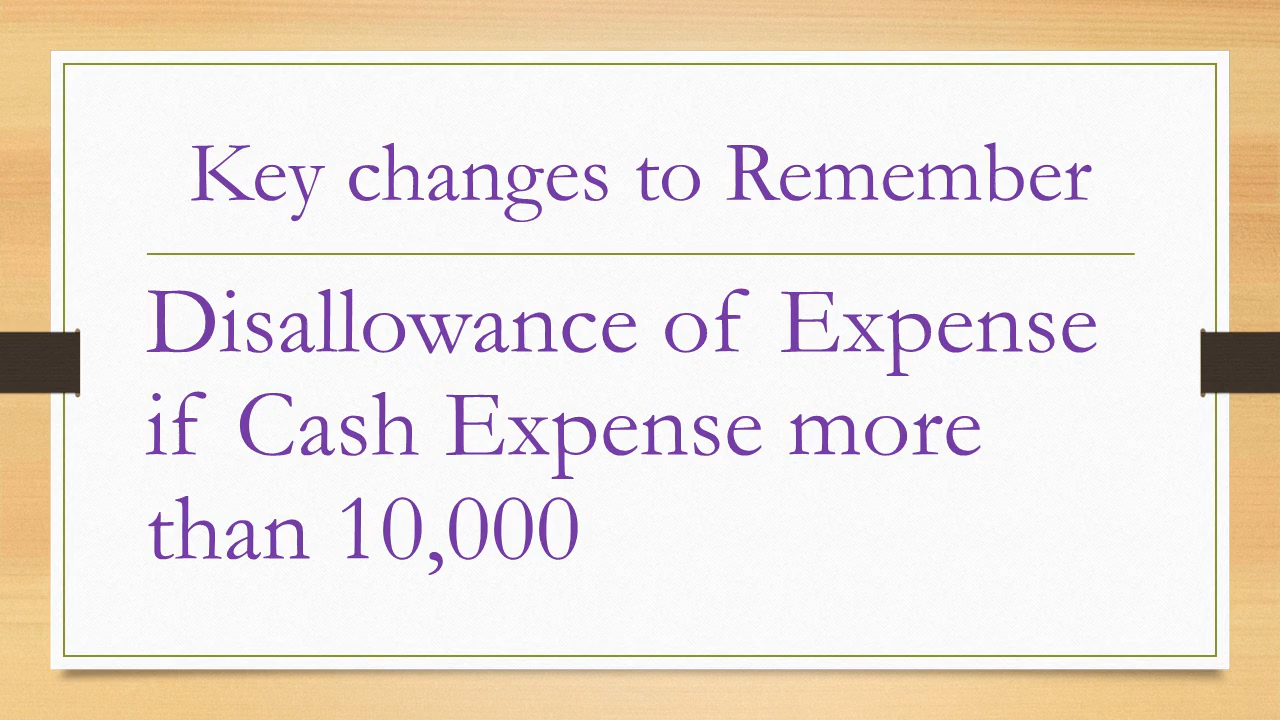 Key changes to Remember
Disallowance of Expense
if Cash Expense more
than 10,000